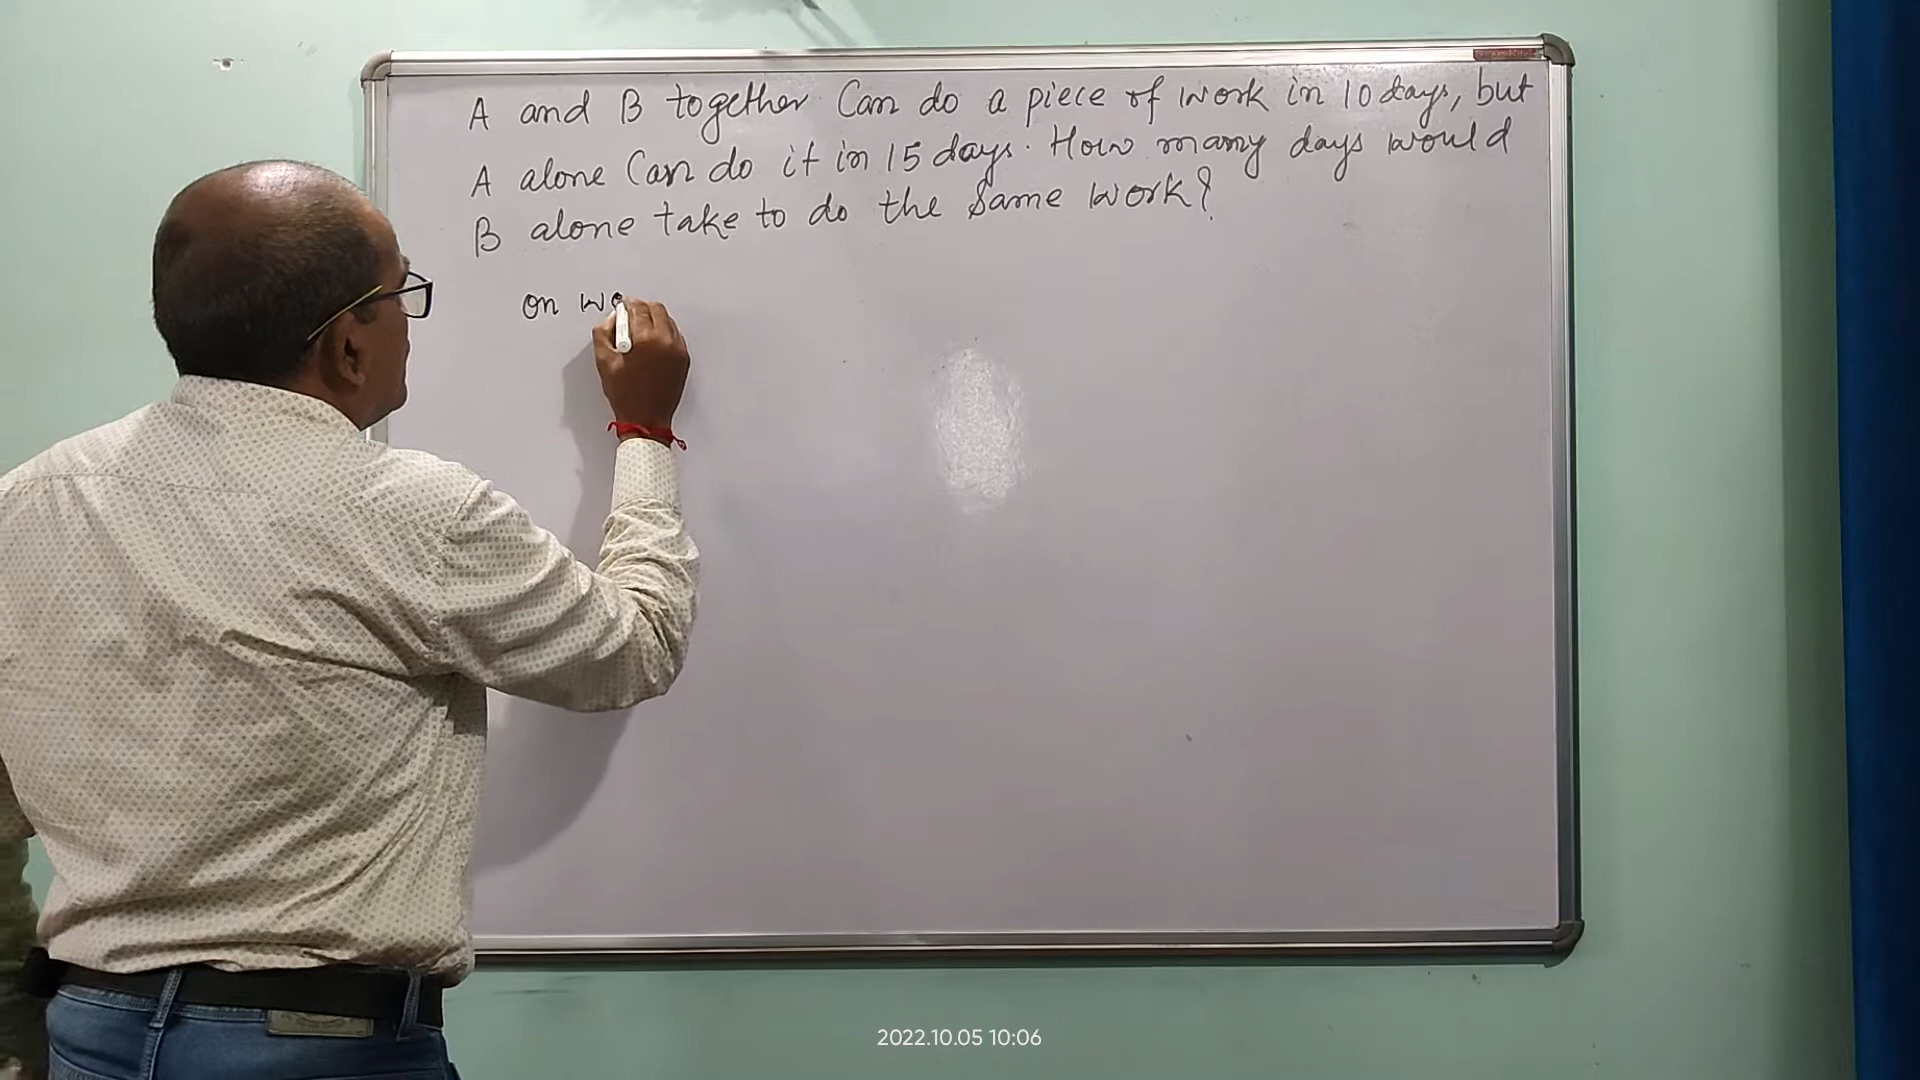 A and B together Can do a piece of work in 10 days, but
A alone Can do it in 15 days. How many days would
B alone take to do the Same work?
on wo
2022.10.05 10:06